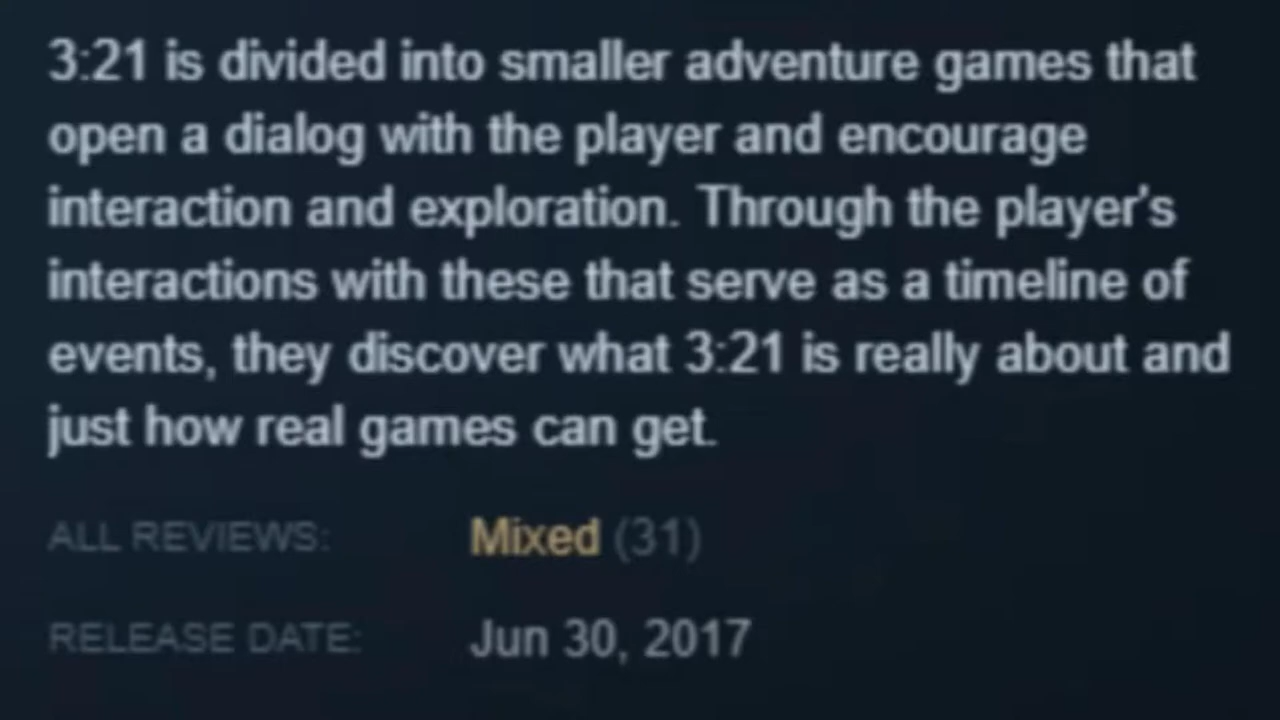 3:21 is divided into smaller adventure games that
open a dialog with the player and encourage
interaction and exploration. Through the player's
interactions with these that serve as a timeline of
events, they discover what 3:21 is really about and
just how real games can get.
ALL REVIEWS: Mixed (31)
RELEASE DATE: Jun 30, 2017